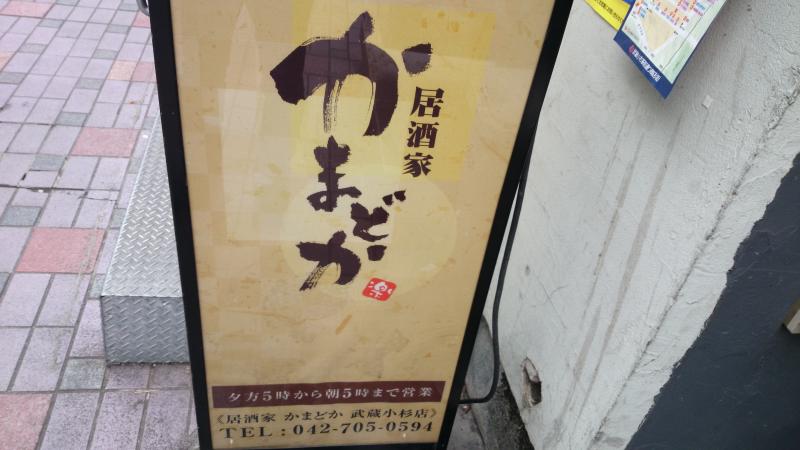 居酒家
かまどか
楽
夕方5時から朝5時まで営業
《居酒家 かまどか 武蔵小杉店》
TEL:042-705-0594